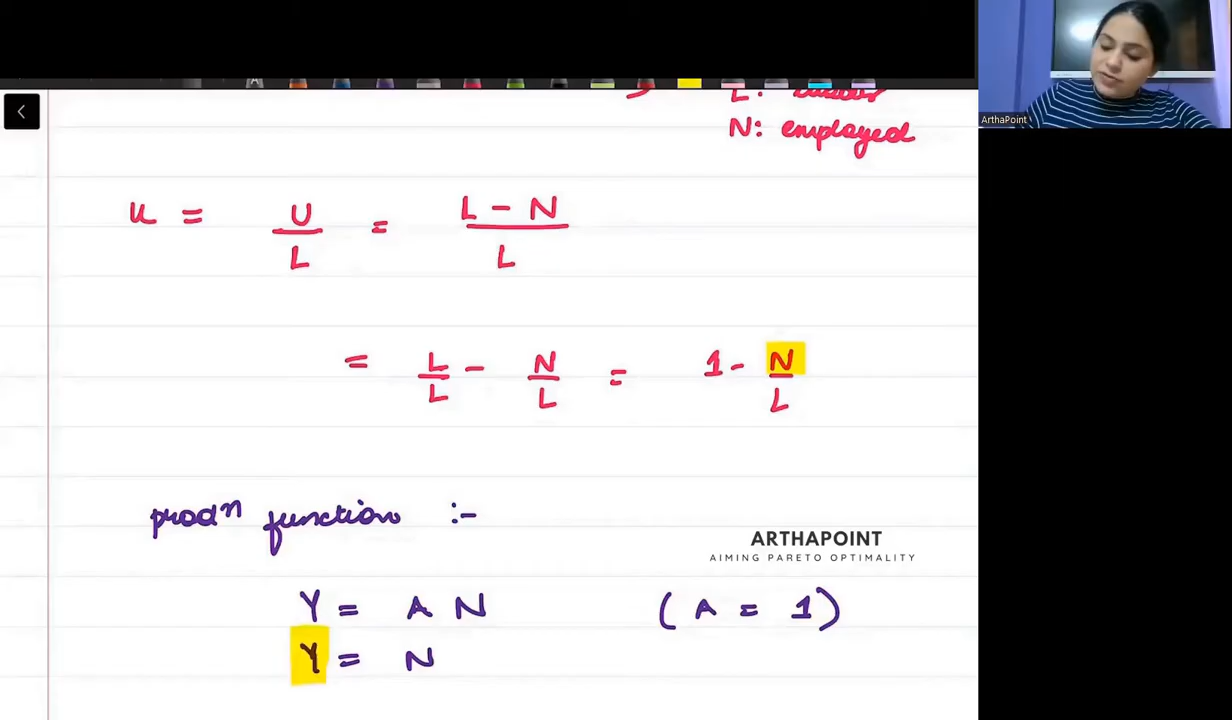 N: employed
ArthaPoint
u = U/L = (L - N)/L
= L/L - N/L = 1 - N/L
prodⁿ function :-
ARTHAPOINT
AIMING PARETO OPTIMALITY
Y = A N (A = 1)
Y = N